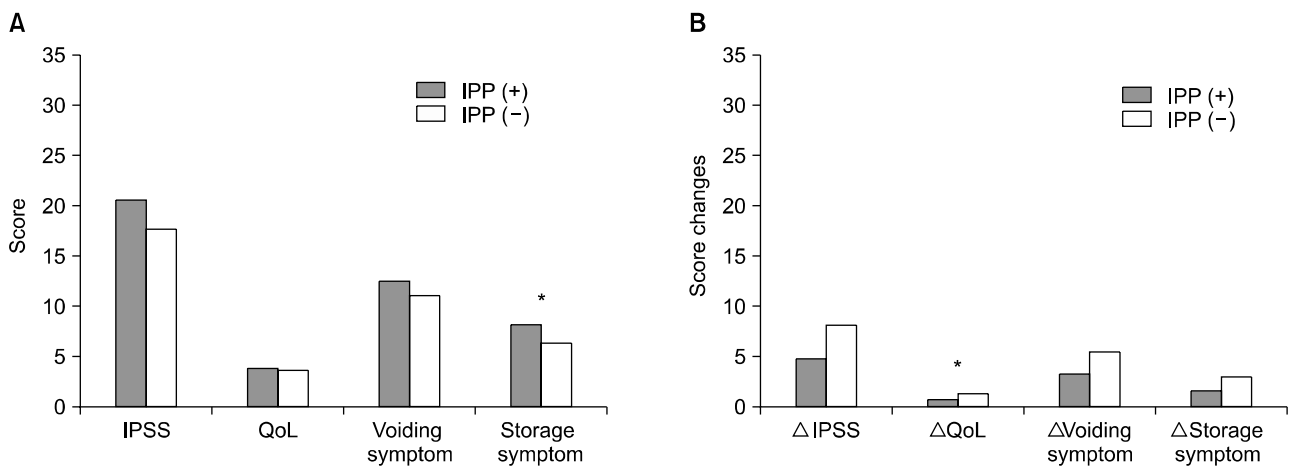 A
35
30
25
20
15
10
5
0
Score
IPP (+)
IPP (−)
*
IPSS
QoL
Voiding
symptom
Storage
symptom
B
35
30
25
20
15
10
5
0
Score changes
IPP (+)
IPP (−)
*
△IPSS
△QoL
△Voiding
symptom
△Storage
symptom